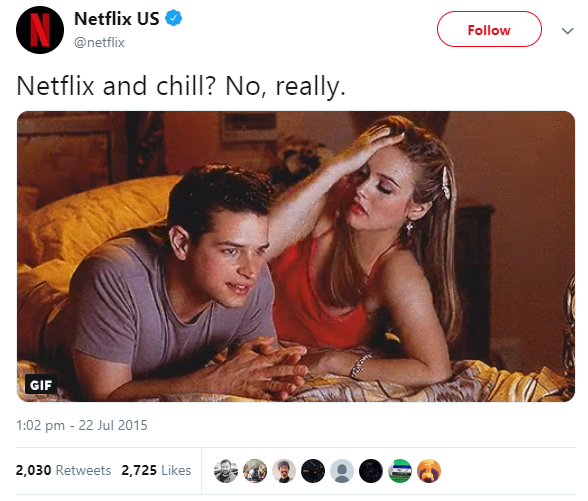 Netflix US
@netflix
Follow
Netflix and chill? No, really.
GIF
1:02 pm - 22 Jul 2015
2,030 Retweets 2,725 Likes